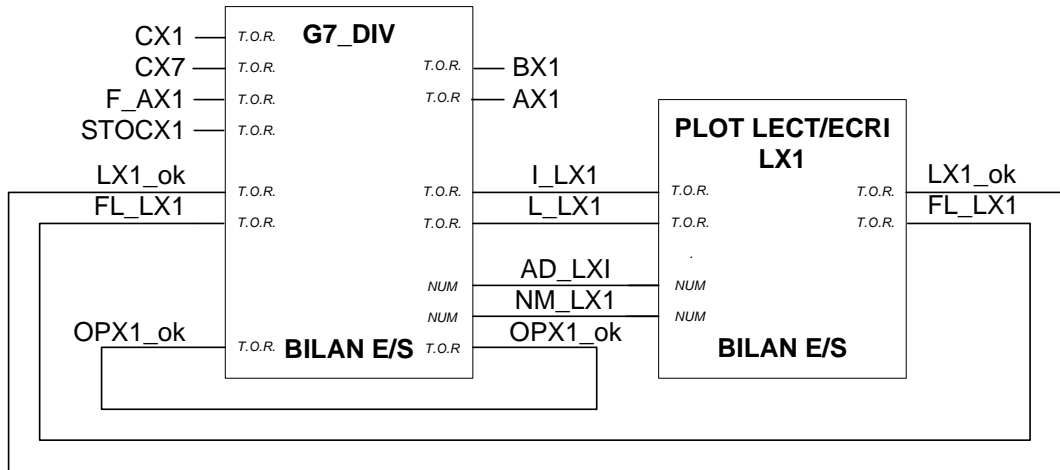 CX1 T.O.R. G7_DIV
CX7 T.O.R. T.O.R. BX1
F_AX1 T.O.R. T.O.R AX1
STOCX1 T.O.R. PLOT LECT/ECRI
LX1
LX1_ok T.O.R. T.O.R. I_LX1 T.O.R. T.O.R. LX1_ok
FL_LX1 T.O.R. T.O.R. L_LX1 T.O.R. T.O.R. FL_LX1
.
NUM AD_LXI NUM
NUM NM_LX1 NUM
OPX1_ok T.O.R. BILAN E/S T.O.R OPX1_ok BILAN E/S